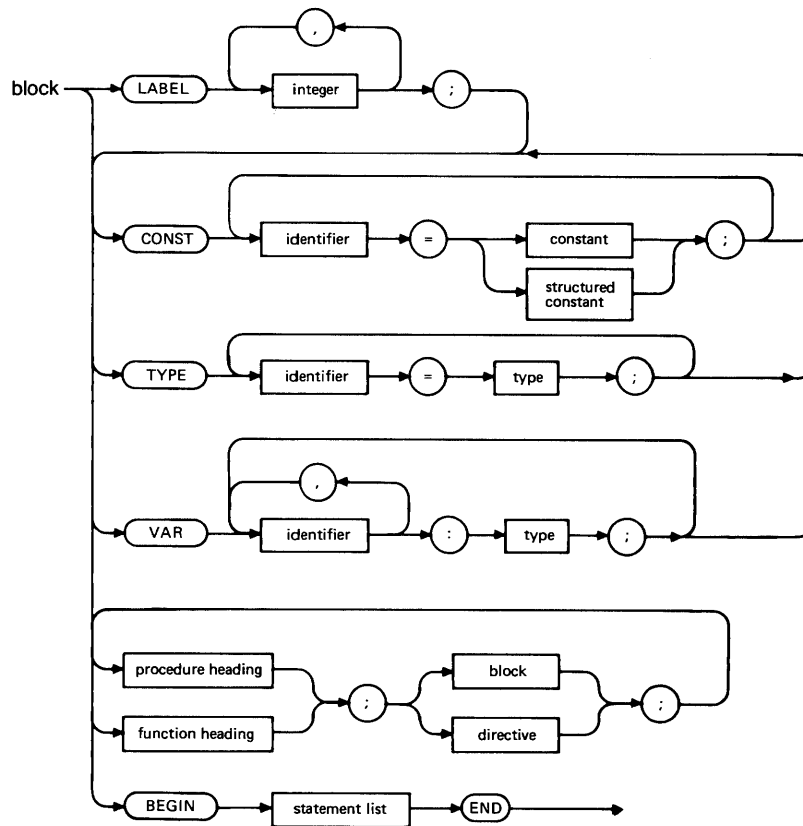 ,
block LABEL integer ;
CONST identifier = constant ;
structured
constant
TYPE identifier = type ;
,
VAR identifier : type ;
procedure heading ; block ;
function heading directive
BEGIN statement list END